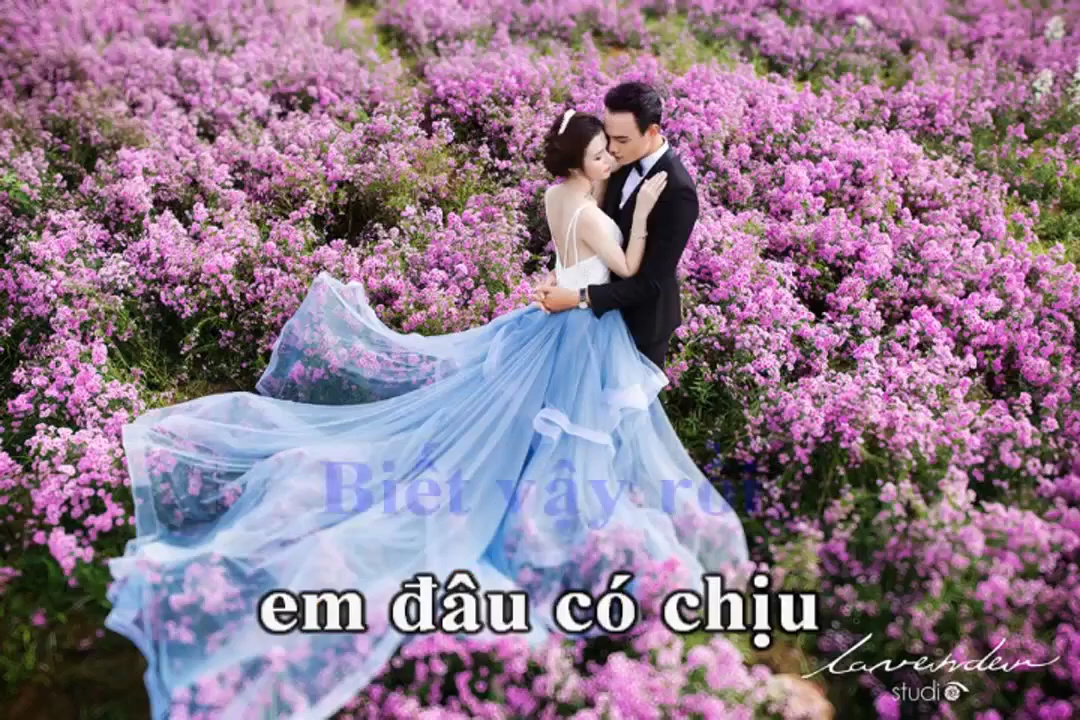 Biết vậy rồi
em đâu có chịu
Lavender
studio